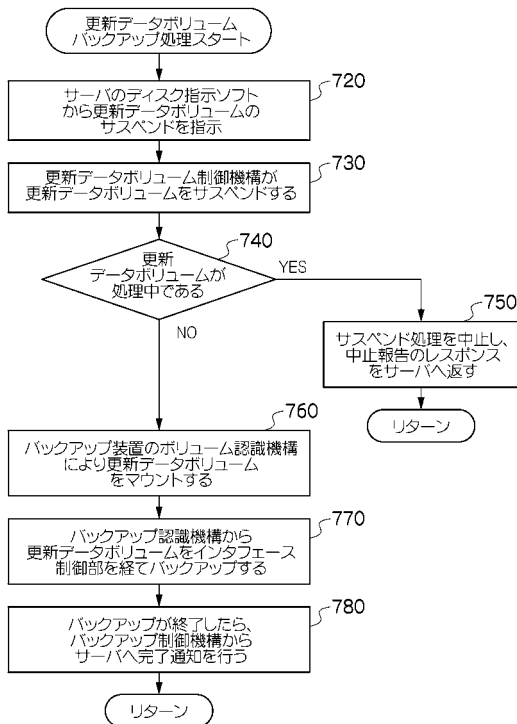 更新データボリューム
バックアップ処理スタート
720
サーバのディスク指示ソフト
から更新データボリュームの
サスペンドを指示
730
更新データボリューム制御機構が
更新データボリュームをサスペンドする
740
更新
データボリュームが
処理中である
YES
NO
750
サスペンド処理を中止し、
中止報告のレスポンス
をサーバへ返す
リターン
760
バックアップ装置のボリューム認識機構
により更新データボリューム
をマウントする
770
バックアップ認識機構から
更新データボリュームをインタフェース
制御部を経てバックアップする
780
バックアップが終了したら、
バックアップ制御機構から
サーバへ完了通知を行う
リターン